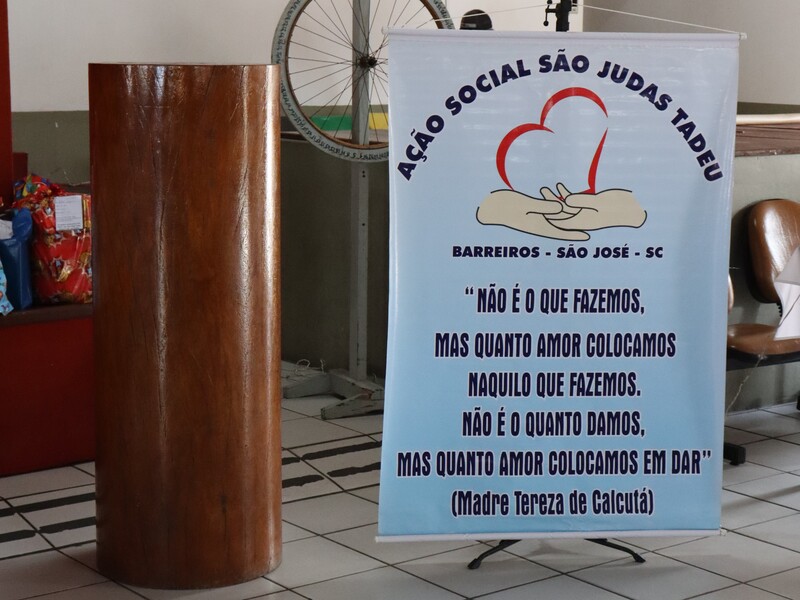 AÇÃO SOCIAL SÃO JUDAS TADEU
BARREIROS - SÃO JOSÉ - SC
“NÃO É O QUE FAZEMOS,
MAS QUANTO AMOR COLOCAMOS
NAQUILO QUE FAZEMOS.
NÃO É O QUANTO DAMOS,
MAS QUANTO AMOR COLOCAMOS EM DAR”
(Madre Tereza de Calcutá)